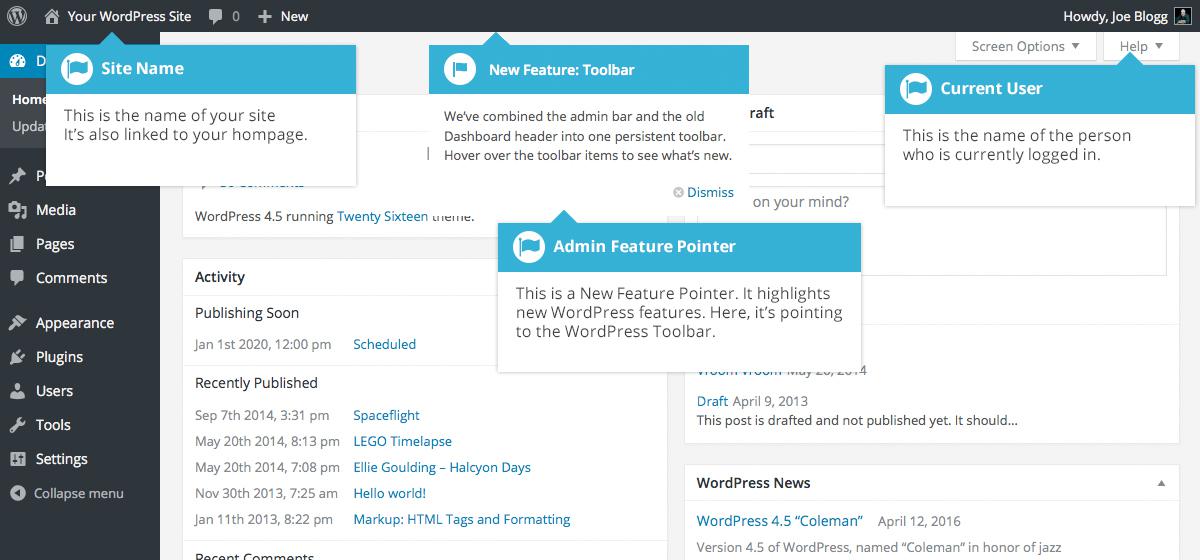 Your WordPress Site 0 New Howdy, Joe Blogg
Screen Options Help
Site Name
This is the name of your site
It's also linked to your hompage.
New Feature: Toolbar
We've combined the admin bar and the old
Dashboard header into one persistent toolbar.
Hover over the toolbar items to see what's new.
Dismiss
Current User
This is the name of the person
who is currently logged in.
D
Home
Upda
P
Media
Pages
Comments
Appearance
Plugins
Users
Tools
Settings
Collapse menu
raft
on your mind?
WordPress 4.5 running Twenty Sixteen theme.
Admin Feature Pointer
This is a New Feature Pointer. It highlights
new WordPress features. Here, it's pointing
to the WordPress Toolbar.
Activity
Publishing Soon
Jan 1st 2020, 12:00 pm Scheduled
Recently Published
Sep 7th 2014, 3:31 pm Spaceflight
May 20th 2014, 8:13 pm LEGO Timelapse
May 20th 2014, 7:08 pm Ellie Goulding – Halcyon Days
Nov 30th 2013, 7:25 am Hello world!
Jan 11th 2013, 8:22 pm Markup: HTML Tags and Formatting
Recent Comments
Vroom Vroom May 20, 2014
Draft April 9, 2013
This post is drafted and not published yet. It should...
WordPress News
WordPress 4.5 “Coleman” April 12, 2016
Version 4.5 of WordPress, named “Coleman” in honor of jazz